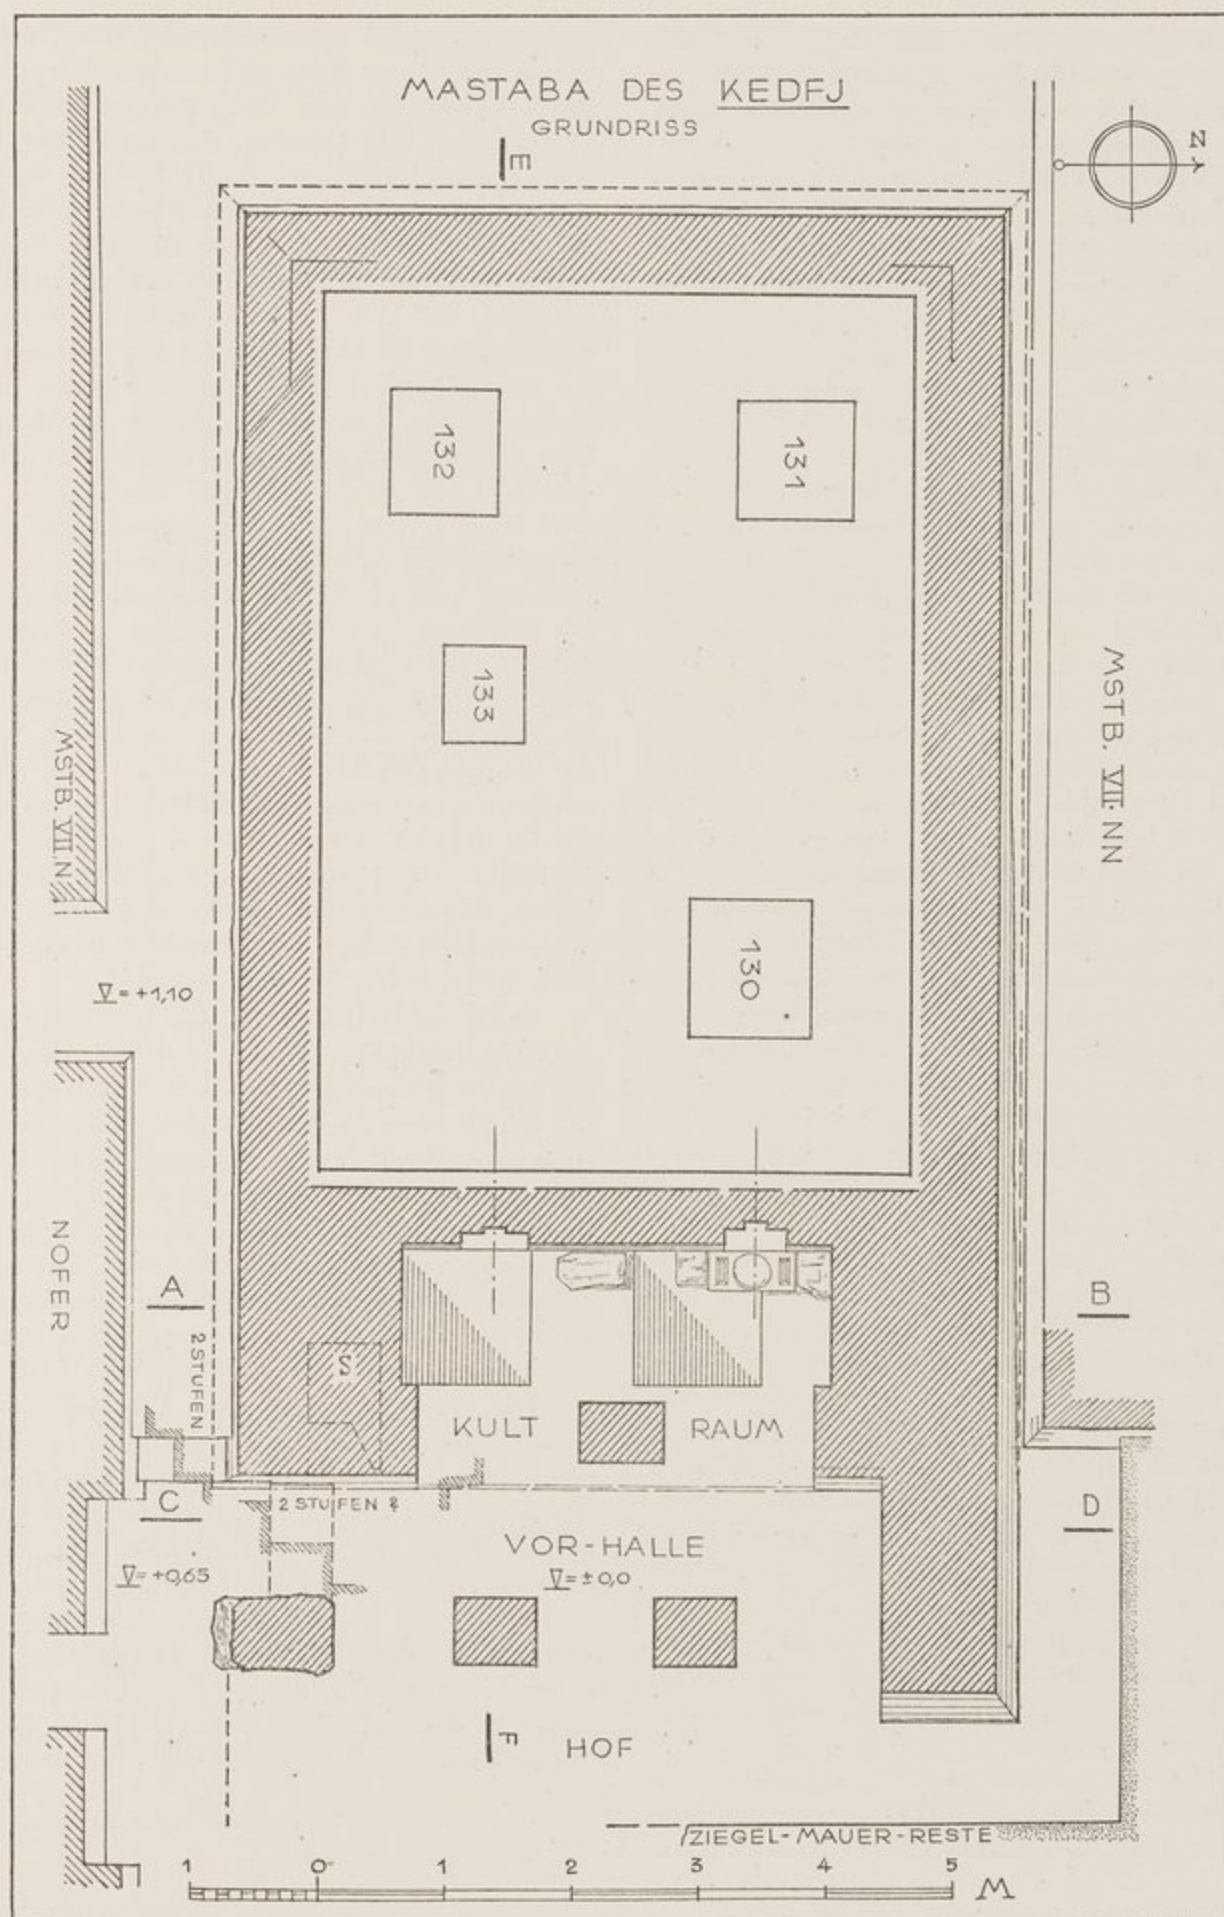 MASTABA DES KEDFJ
GRUNDRISS
E
N
132
131
133
MSTB. VII N
MSTB. VII NN
130
∇ = +1,10
NOFER
A
B
2 STUFEN
S
KULT RAUM
C
2 STUFEN ?
D
VOR-HALLE
∇ = +0,65
∇ = ±0,0
F
HOF
ZIEGEL-MAUER-RESTE
1 0 1 2 3 4 5 M